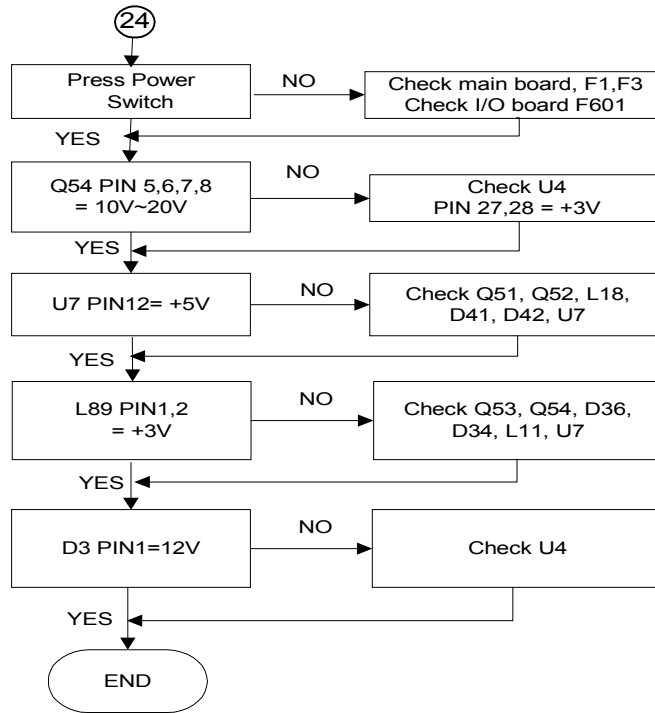 24
Press Power
Switch
NO
Check main board, F1,F3
Check I/O board F601
YES
Q54 PIN 5,6,7,8
= 10V~20V
NO
Check U4
PIN 27,28 = +3V
YES
U7 PIN12= +5V
NO
Check Q51, Q52, L18,
D41, D42, U7
YES
L89 PIN1,2
= +3V
NO
Check Q53, Q54, D36,
D34, L11, U7
YES
D3 PIN1=12V
NO
Check U4
YES
END